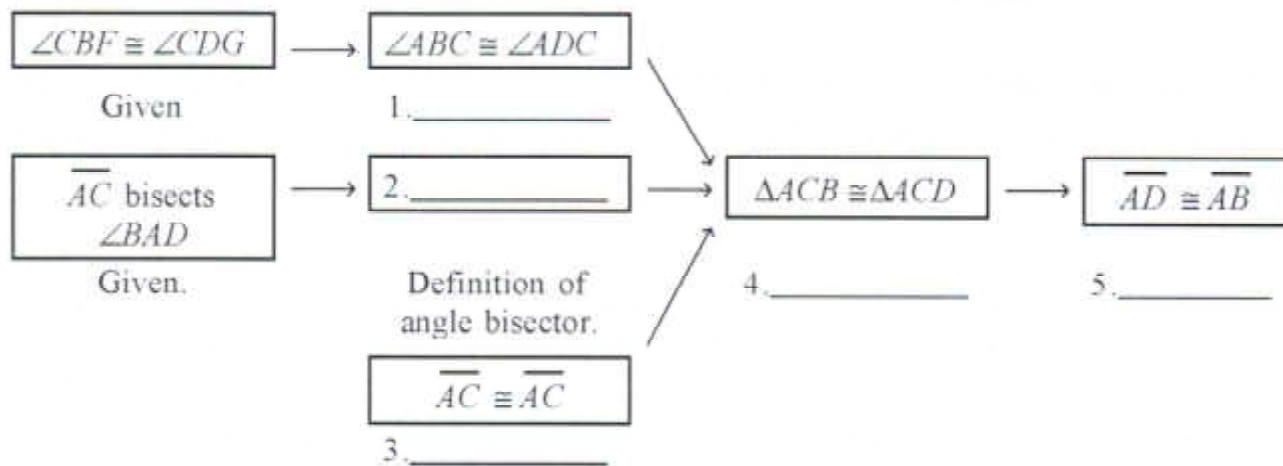 ∠CBF ≅ ∠CDG
∠ABC ≅ ∠ADC
Given
1.
AC bisects
∠BAD
2.
ΔACB ≅ ΔACD
AD ≅ AB
Given.
Definition of
angle bisector.
4.
5.
AC ≅ AC
3.